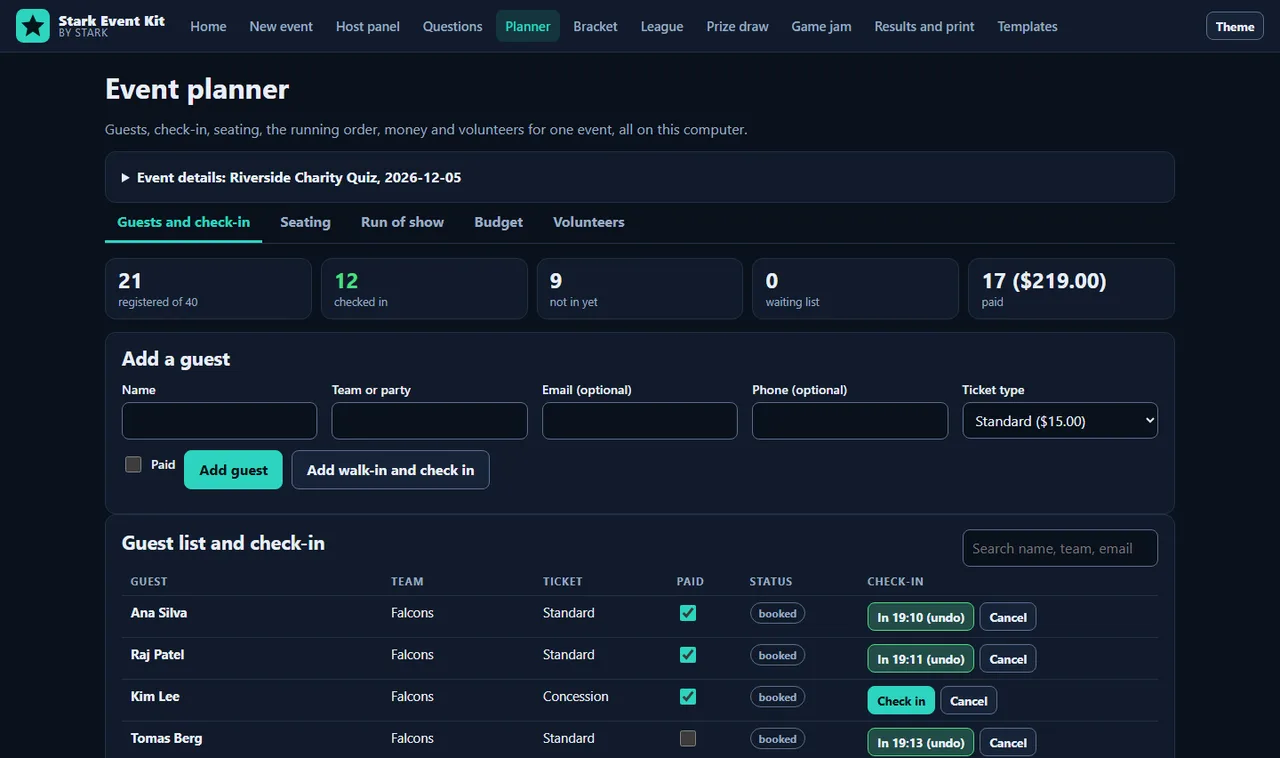 Stark Event Kit
BY STARK
Home New event Host panel Questions Planner Bracket League Prize draw Game jam Results and print Templates Theme
Event planner
Guests, check-in, seating, the running order, money and volunteers for one event, all on this computer.
Event details: Riverside Charity Quiz, 2026-12-05
Guests and check-in Seating Run of show Budget Volunteers
21 12 9 0 17 ($219.00)
registered of 40 checked in not in yet waiting list paid
Add a guest
Name Team or party Email (optional) Phone (optional) Ticket type
Standard ($15.00)
Paid Add guest Add walk-in and check in
Guest list and check-in Search name, team, email
GUEST TEAM TICKET PAID STATUS CHECK-IN
Ana Silva Falcons Standard booked In 19:10 (undo) Cancel
Raj Patel Falcons Standard booked In 19:11 (undo) Cancel
Kim Lee Falcons Concession booked Check in Cancel
Tomas Berg Falcons Standard booked In 19:13 (undo) Cancel